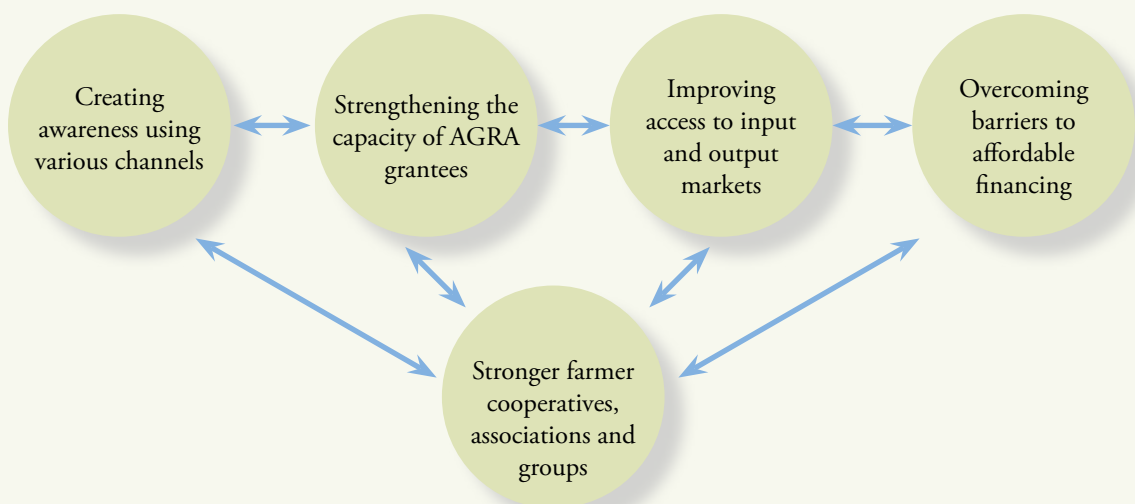 Creating
awareness using
various channels
Strengthening the
capacity of AGRA
grantees
Improving
access to input
and output
markets
Overcoming
barriers to
affordable
financing
Stronger farmer
cooperatives,
associations and
groups